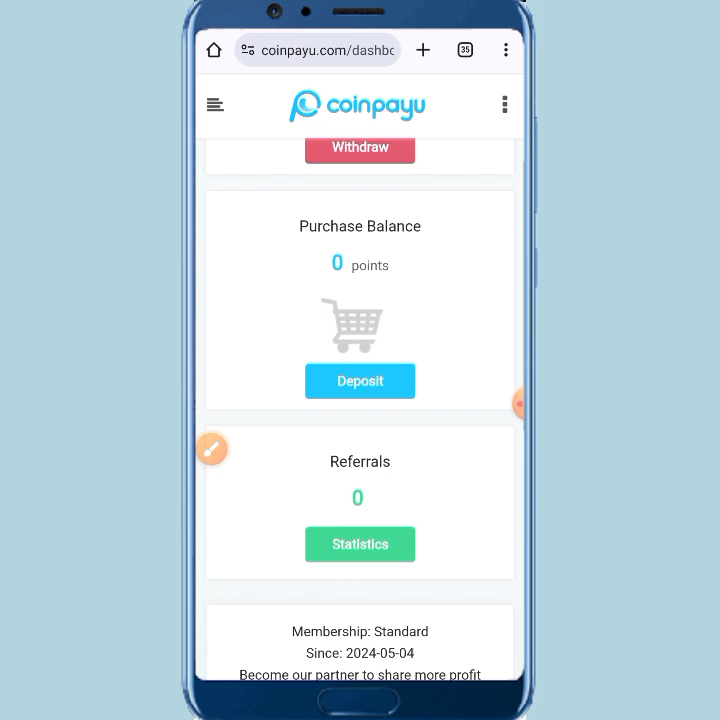 coinpayu.com/dashbc
35
coinpayu
Withdraw
Purchase Balance
0 points
Deposit
Referrals
0
Statistics
Membership: Standard
Since: 2024-05-04
Become our partner to share more profit